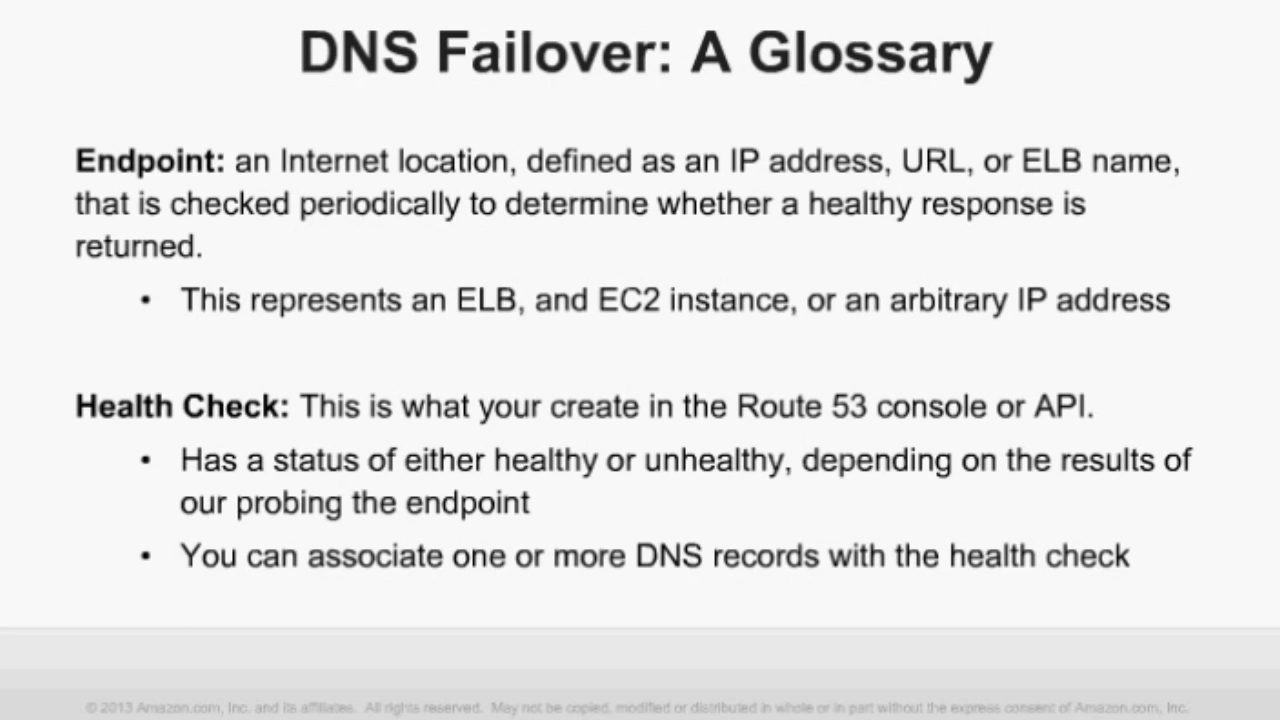 DNS Failover: A Glossary
Endpoint: an Internet location, defined as an IP address, URL, or ELB name,
that is checked periodically to determine whether a healthy response is
returned.
• This represents an ELB, and EC2 instance, or an arbitrary IP address
Health Check: This is what your create in the Route 53 console or API.
• Has a status of either healthy or unhealthy, depending on the results of
our probing the endpoint
• You can associate one or more DNS records with the health check
© 2013 Amazon.com, Inc. and its affiliates. All rights reserved. May not be copied, modified or distributed in whole or in part without the express consent of Amazon.com, Inc.